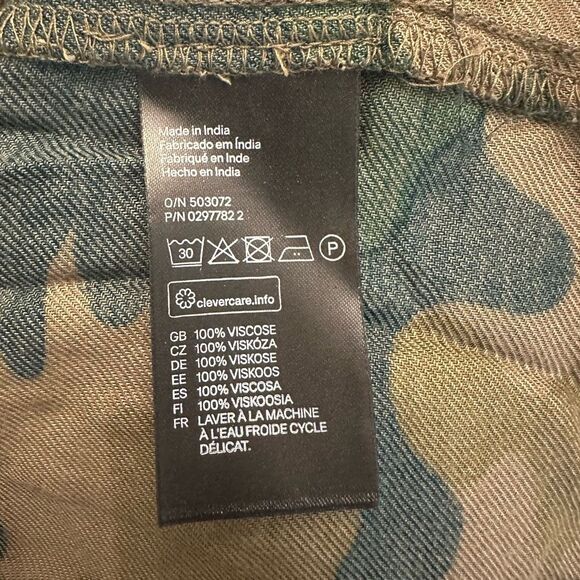 Made in India
Fabricado em Índia
Fabriqué en Inde
Hecho en India
O/N 503072
P/N 0297782 2
30 P
clevercare.info
GB 100% VISCOSE
CZ 100% VISKÓZA
DE 100% VISKOSE
EE 100% VISKOOS
ES 100% VISCOSA
FI 100% VISKOOSIA
FR LAVER À LA MACHINE
À L'EAU FROIDE CYCLE
DÉLICAT.